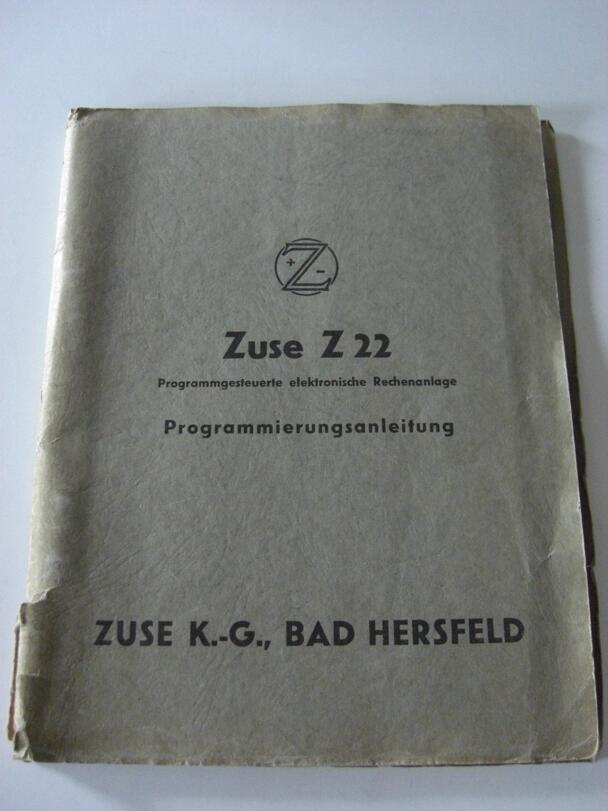 Z
+ -
Zuse Z 22
Programmgesteuerte elektronische Rechenanlage
Programmierungsanleitung
ZUSE K.-G., BAD HERSFELD